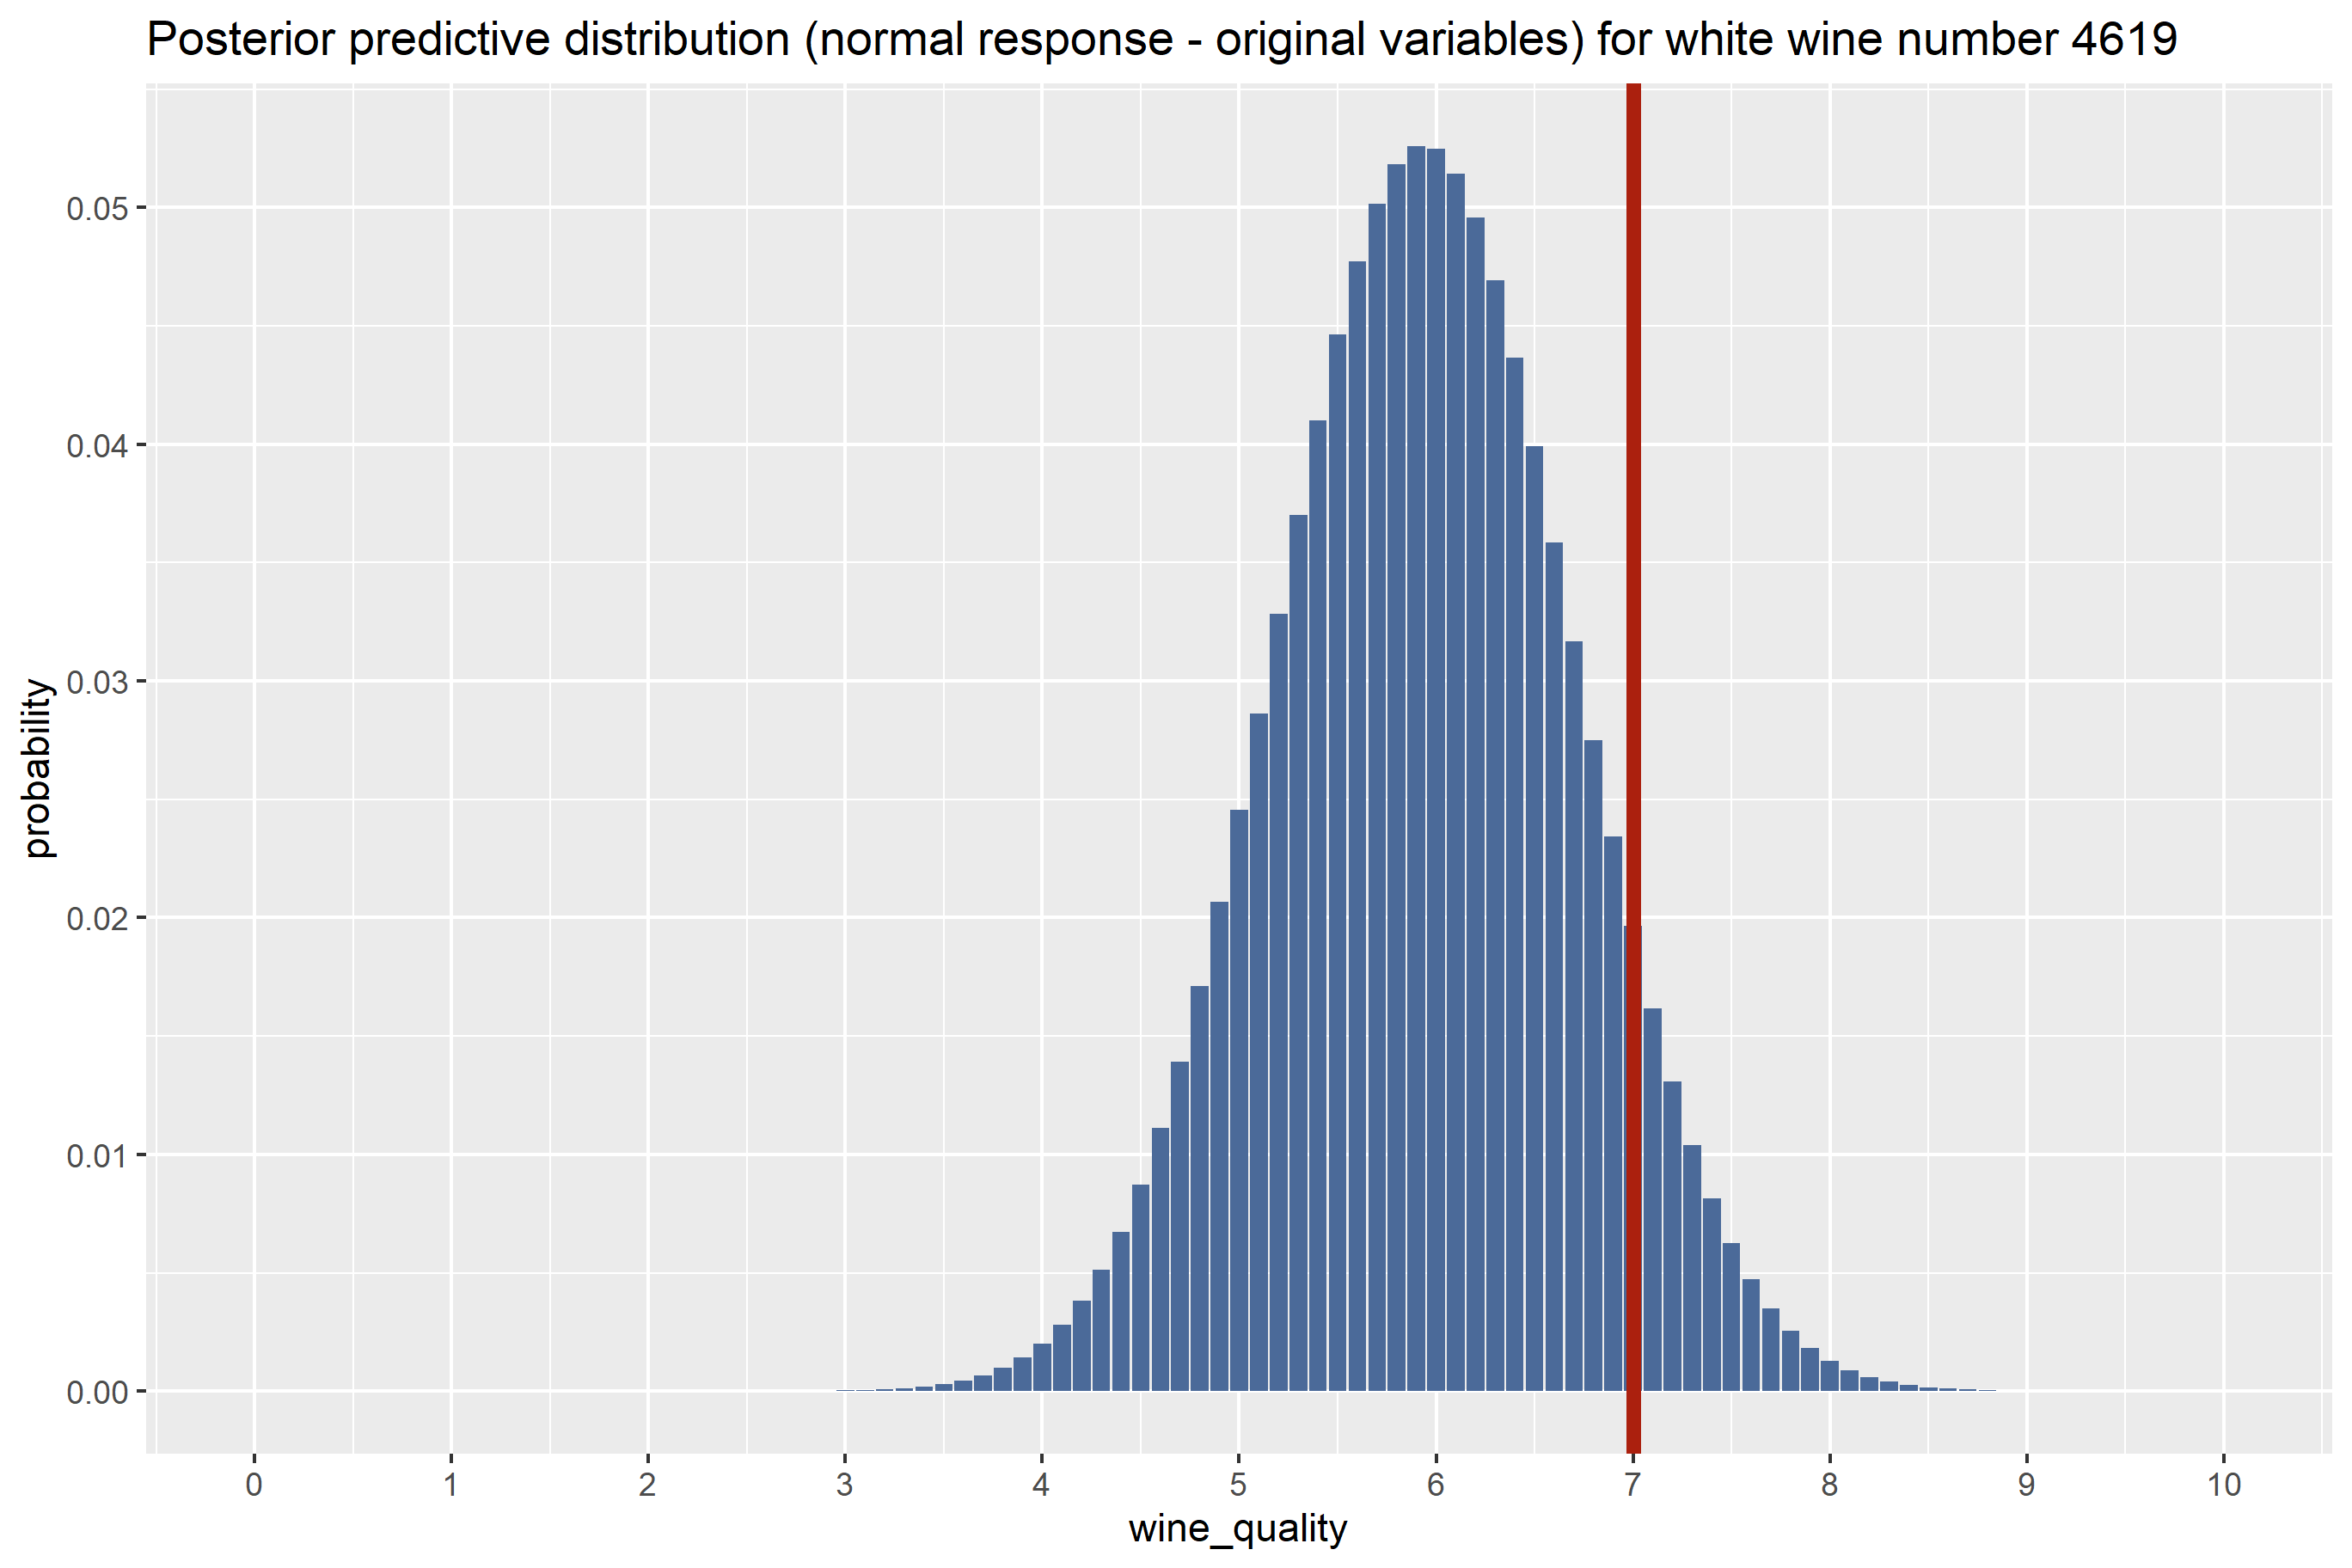 Posterior predictive distribution (normal response - original variables) for white wine number 4619
probability
0.05
0.04
0.03
0.02
0.01
0.00
0 1 2 3 4 5 6 7 8 9 10
wine_quality